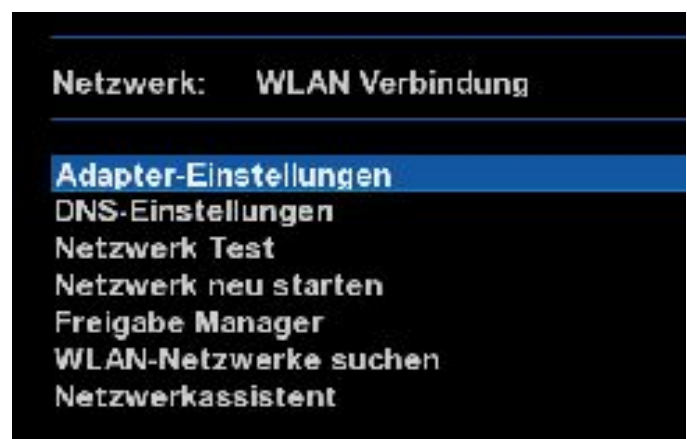 Netzwerk: WLAN Verbindung
Adapter-Einstellungen
DNS-Einstellungen
Netzwerk Test
Netzwerk neu starten
Freigabe Manager
WLAN-Netzwerke suchen
Netzwerkassistent